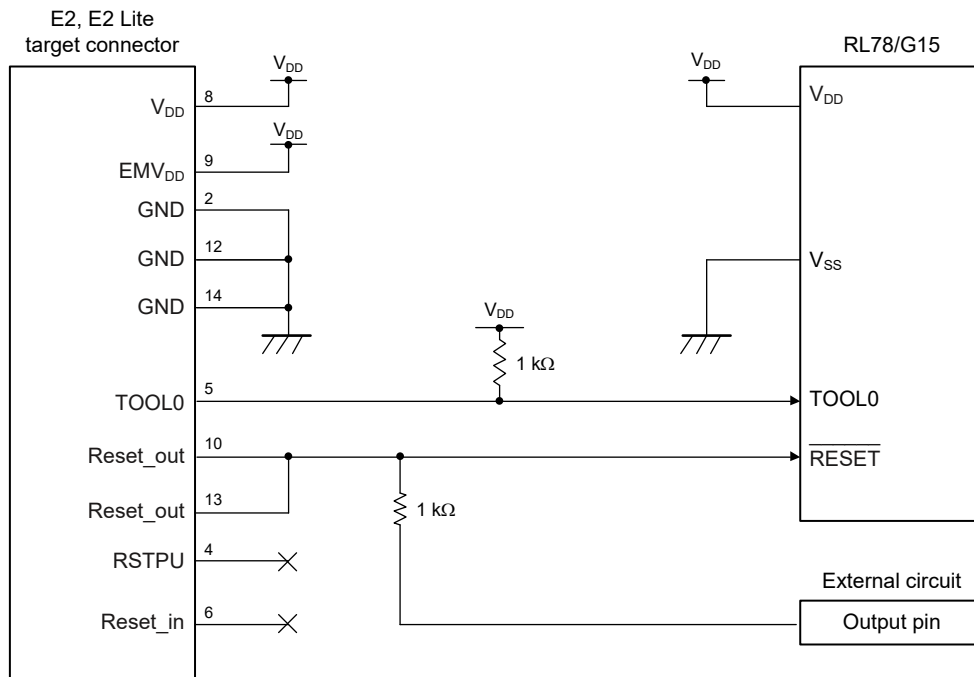 E2, E2 Lite
target connector
RL78/G15
VDD
VDD
8
VDD
VDD
VDD
VDD
9
EMVDD
2
GND
12
GND
VSS
14
GND
VDD
1 kΩ
5
TOOL0
TOOL0
10
Reset_out
RESET
13
Reset_out
1 kΩ
4
RSTPU
External circuit
6
Reset_in
Output pin